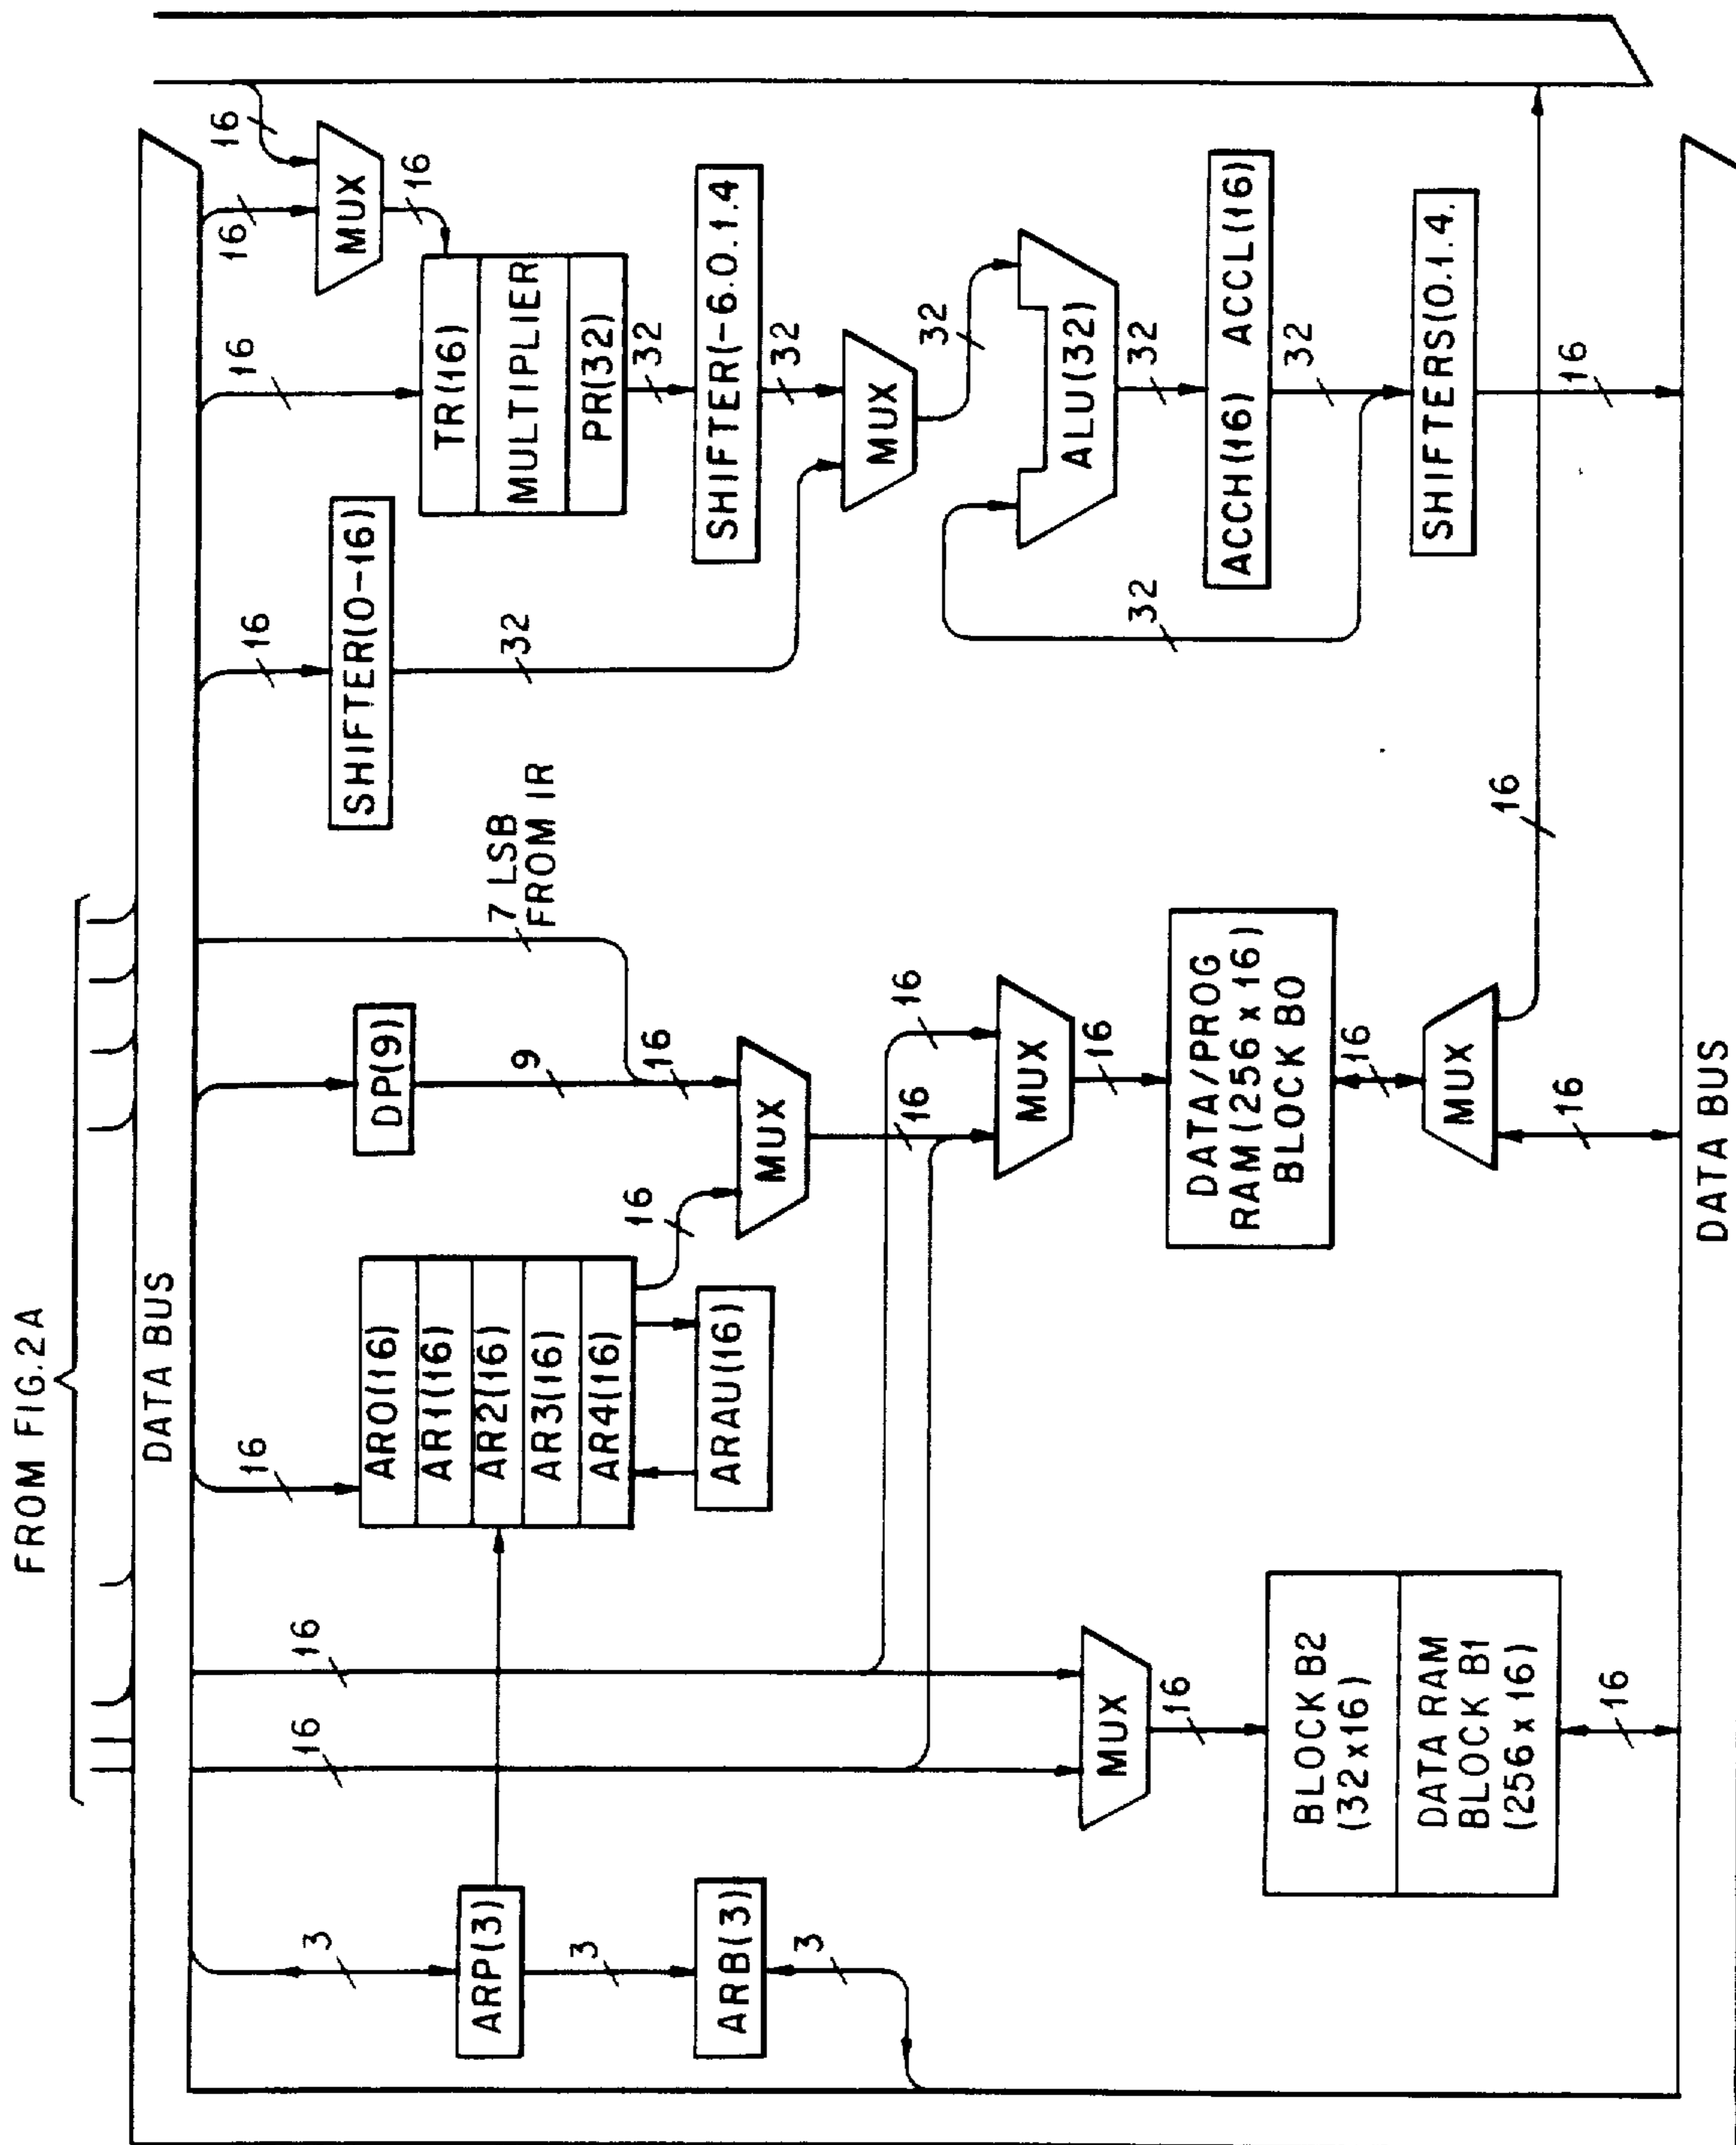 FROM FIG.2A
DATA BUS
16
16
MUX
16
16
TR(16)
MULTIPLIER
PR(32)
32
SHIFTER(-6.0.1.4
32
MUX
32
ALU(32)
32
ACCH(16) ACCL(16)
32
32
SHIFTERS(0.1.4.
16
16
SHIFTER(0-16)
32
7 LSB
FROM IR
DP(9)
9
16
MUX
16
16
AR0(16)
AR1(16)
AR2(16)
AR3(16)
AR4(16)
ARAU(16)
16
16
MUX
16
DATA/PROG
RAM(256 x 16)
BLOCK B0
16
MUX
16
16
16
16
MUX
16
BLOCK B2
(32 x 16)
DATA RAM
BLOCK B1
(256 x 16)
16
3
ARP(3)
3
ARB(3)
3
DATA BUS